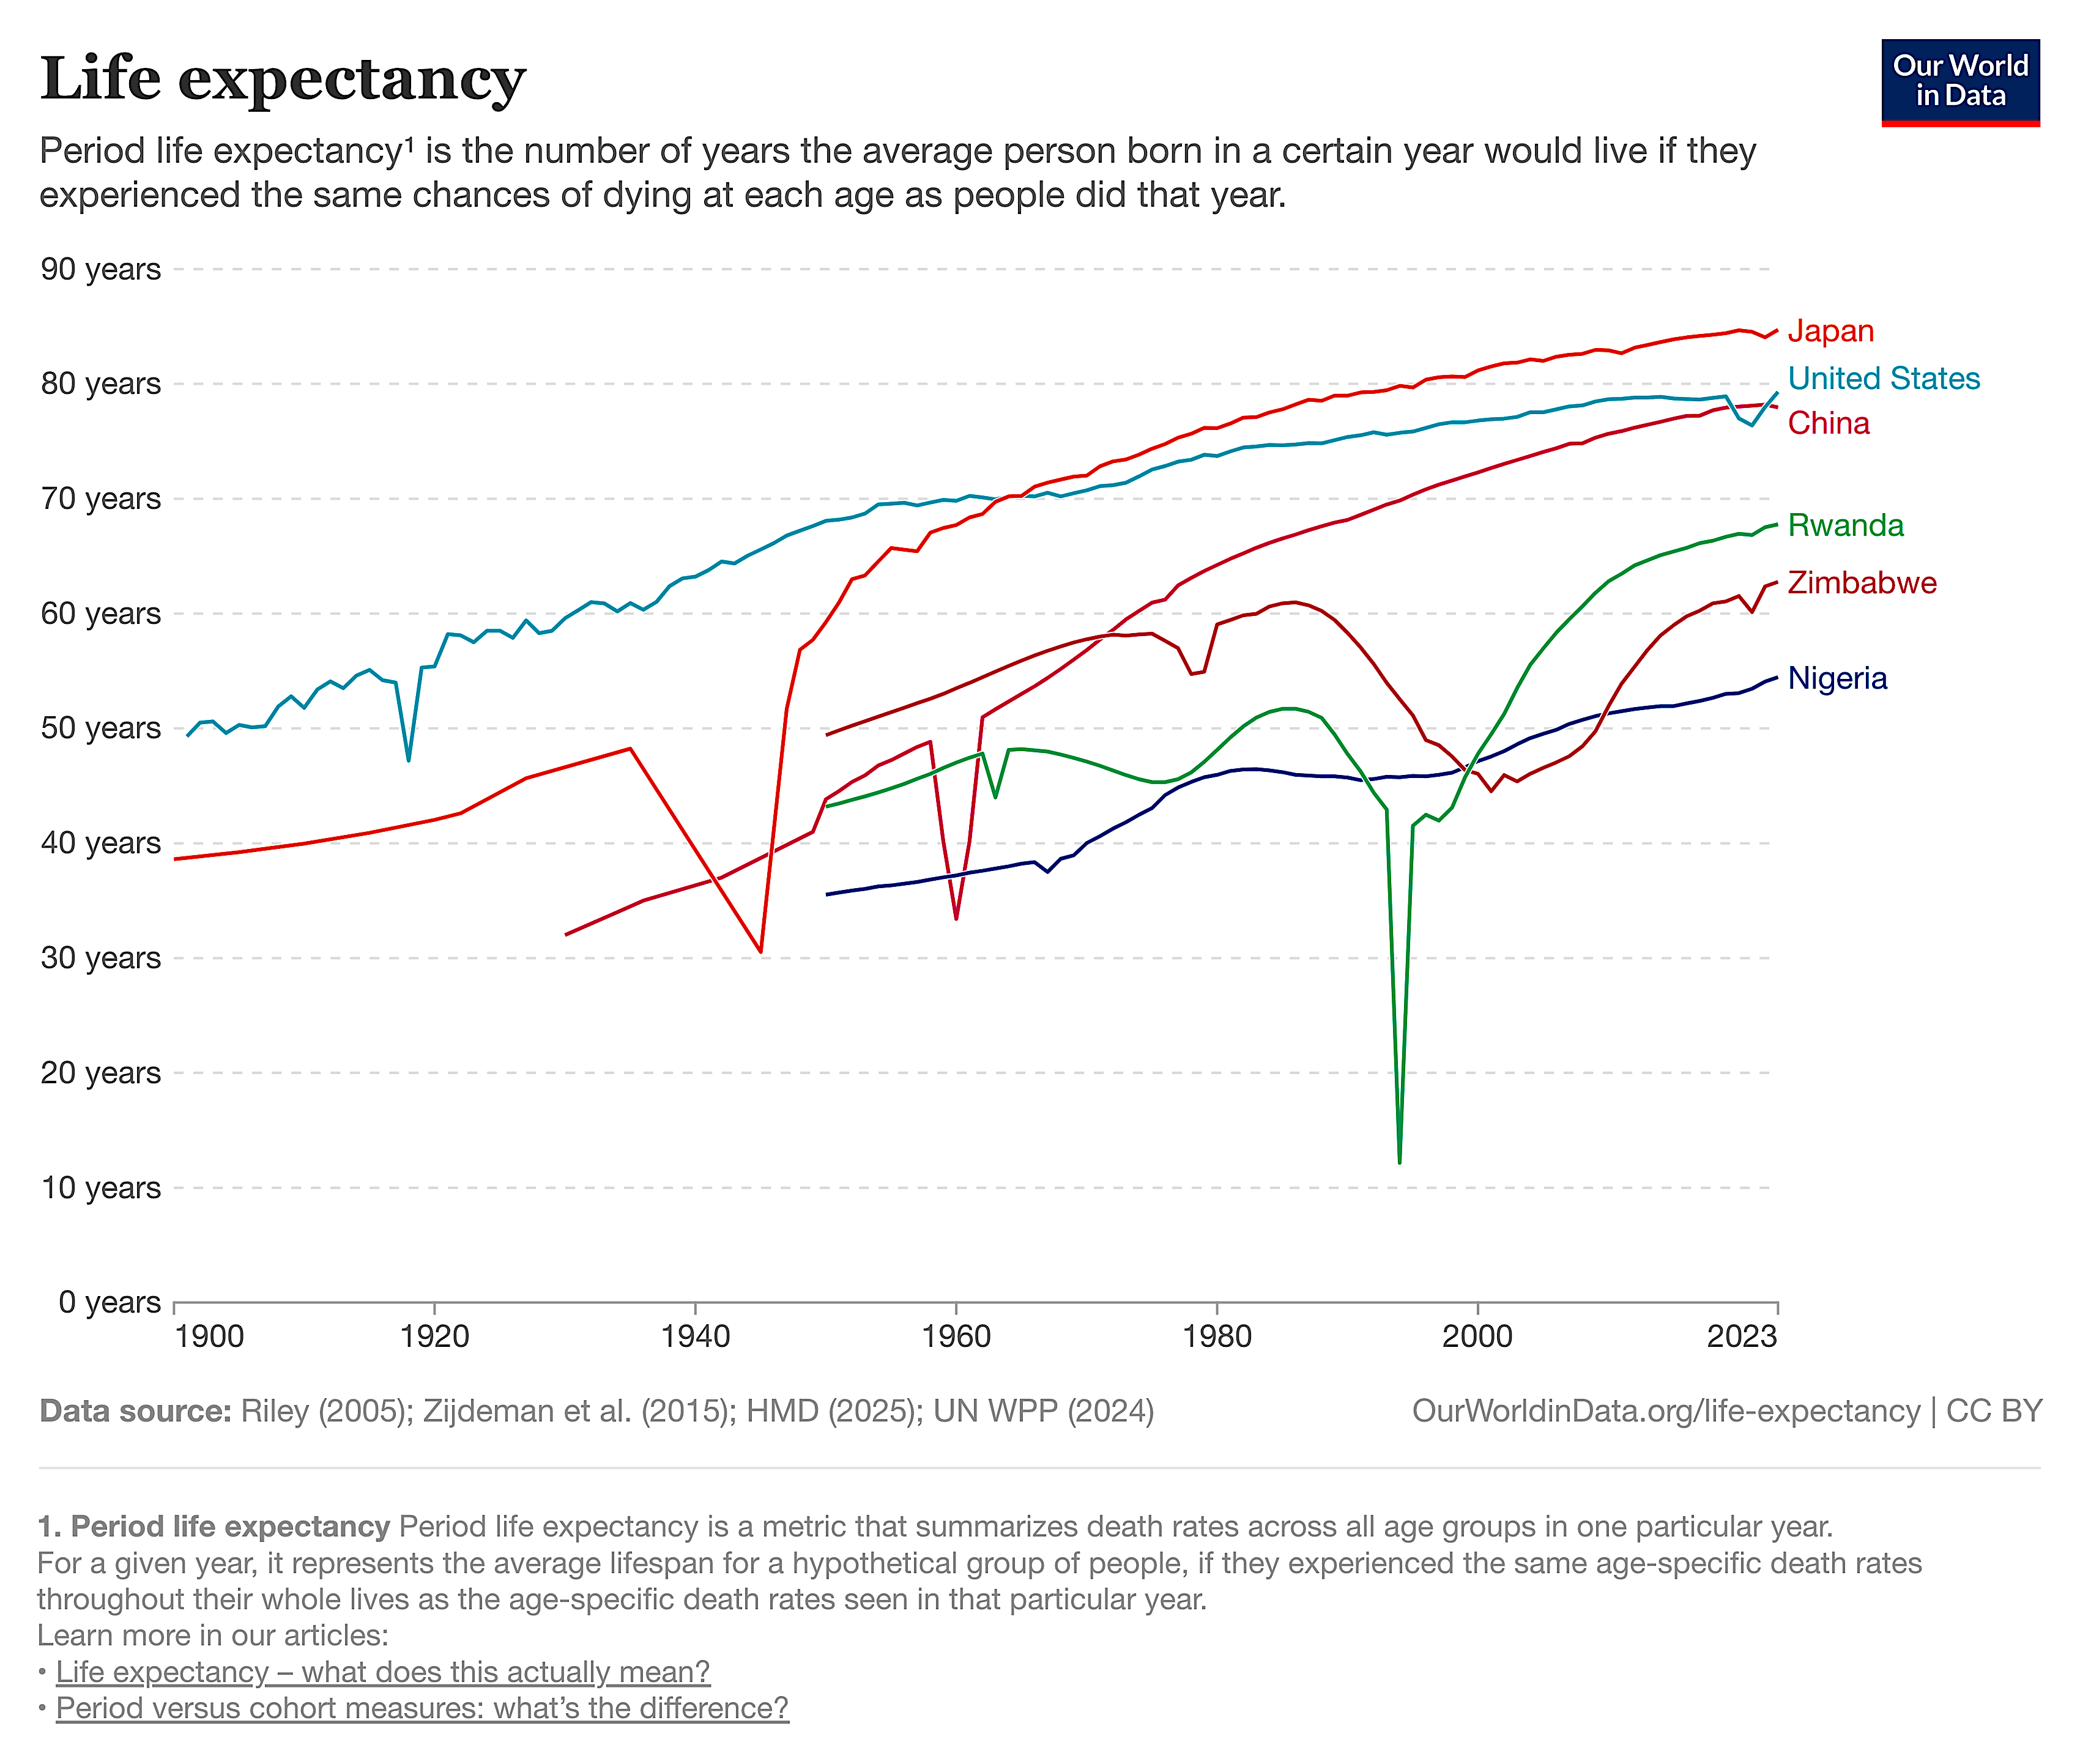 Life expectancy
Our World
in Data
Period life expectancy¹ is the number of years the average person born in a certain year would live if they
experienced the same chances of dying at each age as people did that year.
90 years
80 years
70 years
60 years
50 years
40 years
30 years
20 years
10 years
0 years
Japan
United States
China
Rwanda
Zimbabwe
Nigeria
1900
1920
1940
1960
1980
2000
2023
Data source: Riley (2005); Zijdeman et al. (2015); HMD (2025); UN WPP (2024)
OurWorldinData.org/life-expectancy | CC BY
1. Period life expectancy Period life expectancy is a metric that summarizes death rates across all age groups in one particular year.
For a given year, it represents the average lifespan for a hypothetical group of people, if they experienced the same age-specific death rates
throughout their whole lives as the age-specific death rates seen in that particular year.
Learn more in our articles:
• Life expectancy – what does this actually mean?
• Period versus cohort measures: what’s the difference?